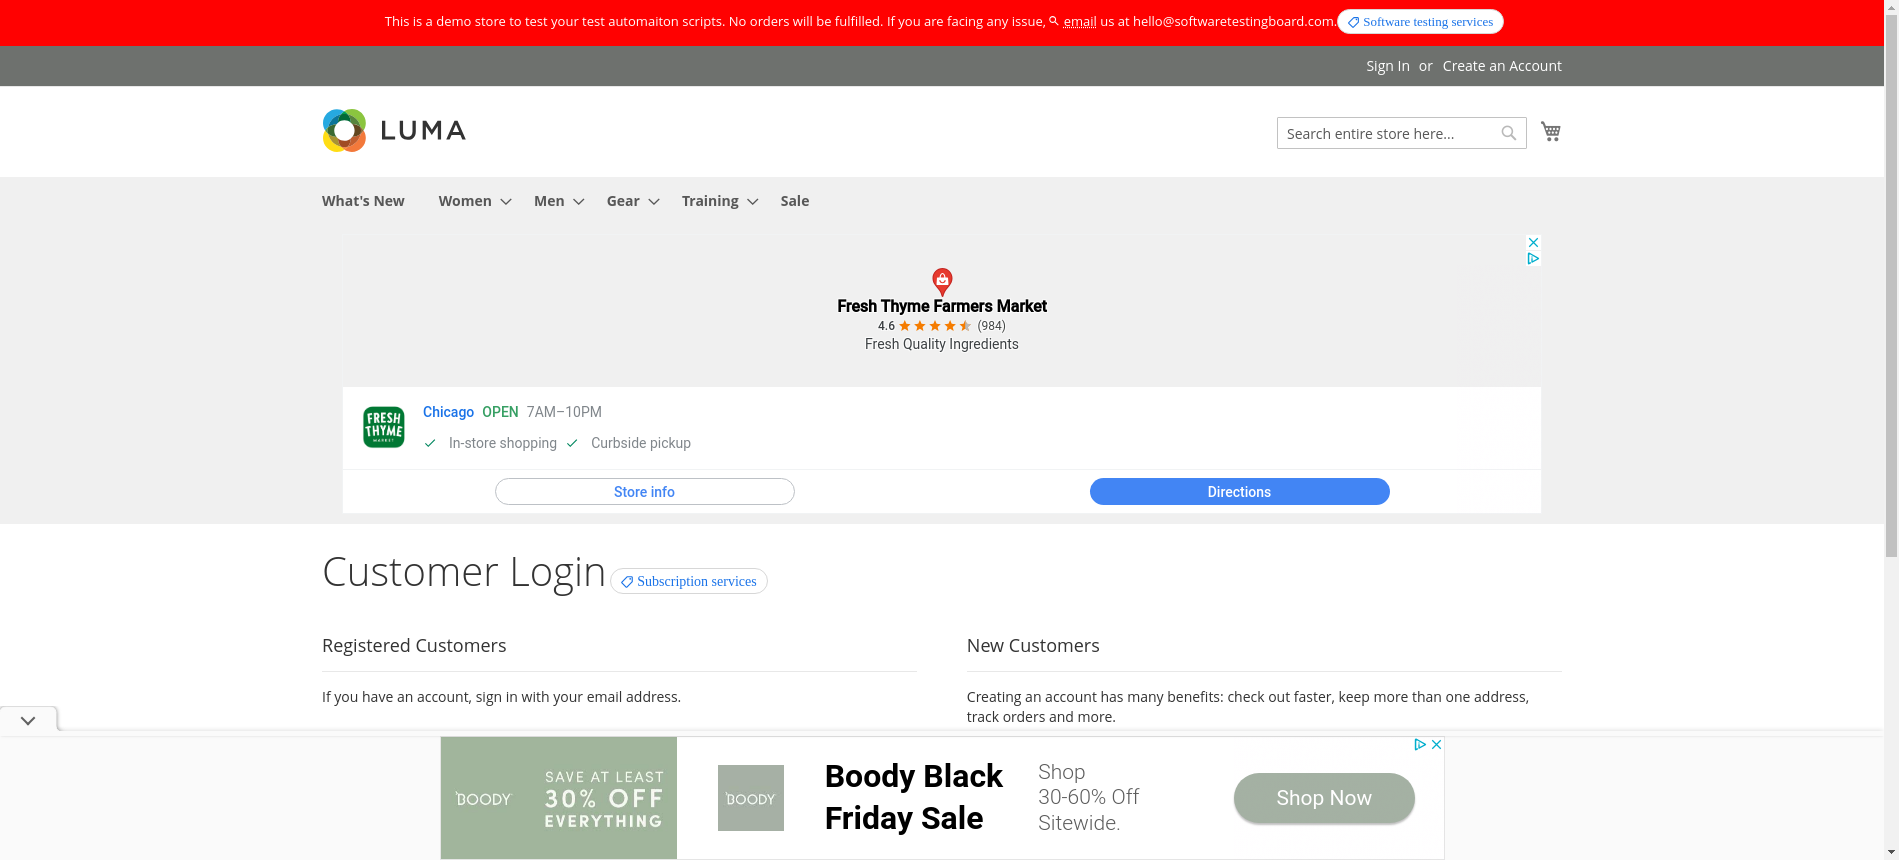 This is a demo store to test your test automaiton scripts. No orders will be fulfilled. If you are facing any issue, email us at hello@softwaretestingboard.com. Software testing services
Sign In or Create an Account
LUMA
Search entire store here...
What's New Women Men Gear Training Sale
Fresh Thyme Farmers Market
4.6 (984)
Fresh Quality Ingredients
FRESH
THYME
MARKET
Chicago OPEN 7AM–10PM
In-store shopping Curbside pickup
Store info Directions
Customer Login Subscription services
Registered Customers
If you have an account, sign in with your email address.
New Customers
Creating an account has many benefits: check out faster, keep more than one address,
track orders and more.
BOODY
SAVE AT LEAST
30% OFF
EVERYTHING
BOODY
Boody Black
Friday Sale
Shop
30-60% Off
Sitewide.
Shop Now